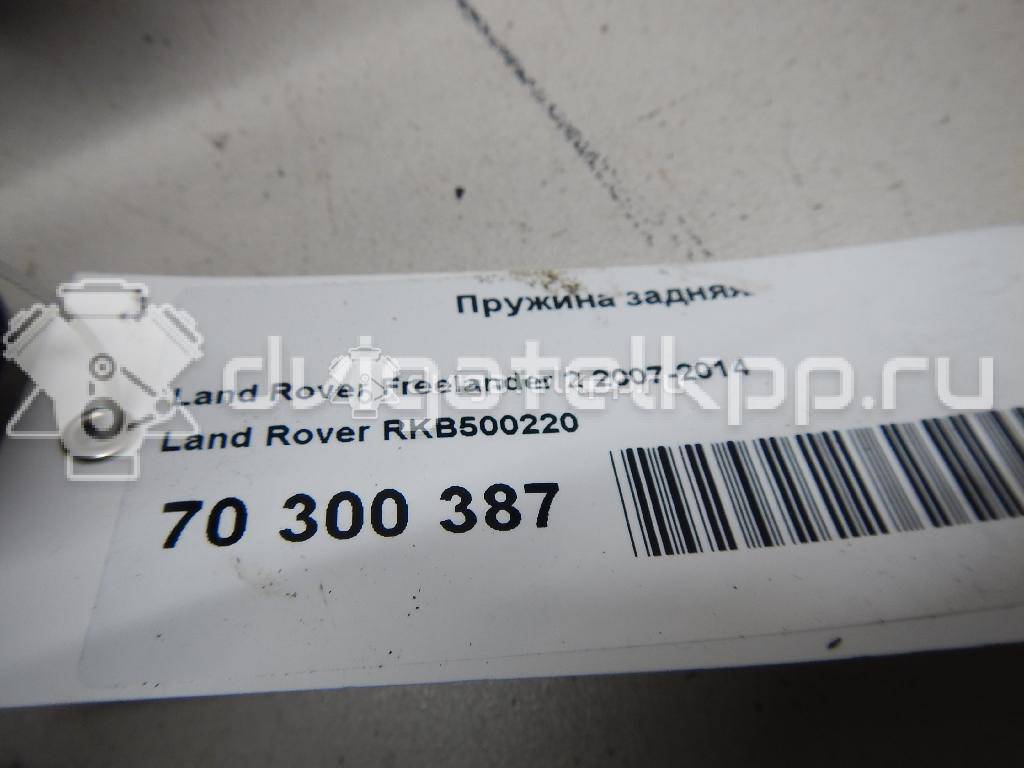 Пружина задняя
Land Rover Freelander 2 2007-2014
Land Rover RKB500220
70 300 387
dvigatelkpp.ru